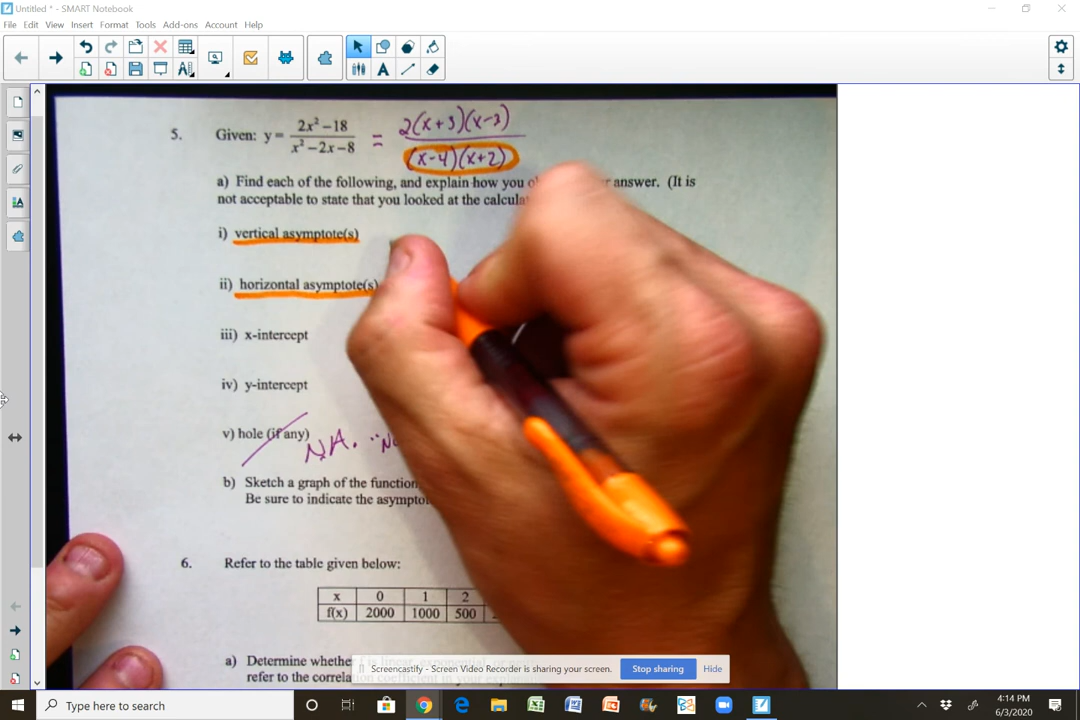 Untitled * - SMART Notebook
File Edit View Insert Format Tools Add-ons Account Help
5. Given: y = 2x² – 18 / x² – 2x – 8 = 2(x+3)(x-3) / (x-4)(x+2)
a) Find each of the following, and explain how you answer. (It is
not acceptable to state that you looked at the
i) vertical asymptote(s)
ii) horizontal asymptote(s)
iii) x-intercept
iv) y-intercept
v) hole (if any) NA.
b) Sketch a graph of the function
Be sure to indicate the
6. Refer to the table given below:
x 0 1 2
f(x) 2000 1000 500
a) Determine whether
refer to the
Screencastify - Screen Video Recorder is sharing your screen. Stop sharing Hide
Type here to search
4:14 PM
6/3/2020